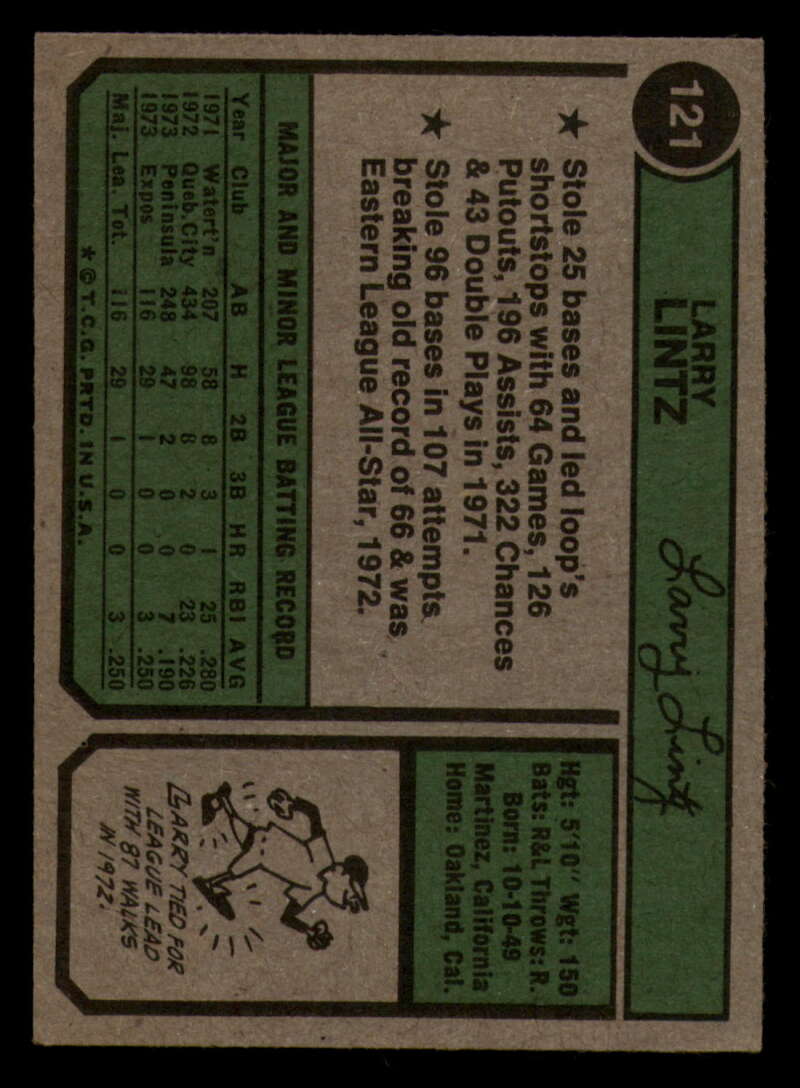 121
LARRY
LINTZ
Larry Lintz
★ Stole 25 bases and led loop's
shortstops with 64 Games, 126
Putouts, 196 Assists, 322 Chances
& 43 Double Plays in 1971.
★ Stole 96 bases in 107 attempts
breaking old record of 66 & was
Eastern League All-Star, 1972.
MAJOR AND MINOR LEAGUE BATTING RECORD
Year Club AB H 2B 3B HR RBI AVG
1971 Watert'n 207 58 8 3 1 25 .280
1972 Queb.City 434 98 8 2 0 23 .226
1973 Peninsula 248 47 2 0 0 7 .190
1973 Expos 116 29 1 0 0 3 .250
Maj. Lea. Tot. 116 29 1 0 0 3 .250
★ © T.C.G. PRTD. IN U.S.A.
Hgt: 5'10" Wgt: 150
Bats: R&L Throws: R.
Born: 10-10-49
Martinez, California
Home: Oakland, Cal.
LARRY TIED FOR
LEAGUE LEAD
WITH 87 WALKS
IN 1972.